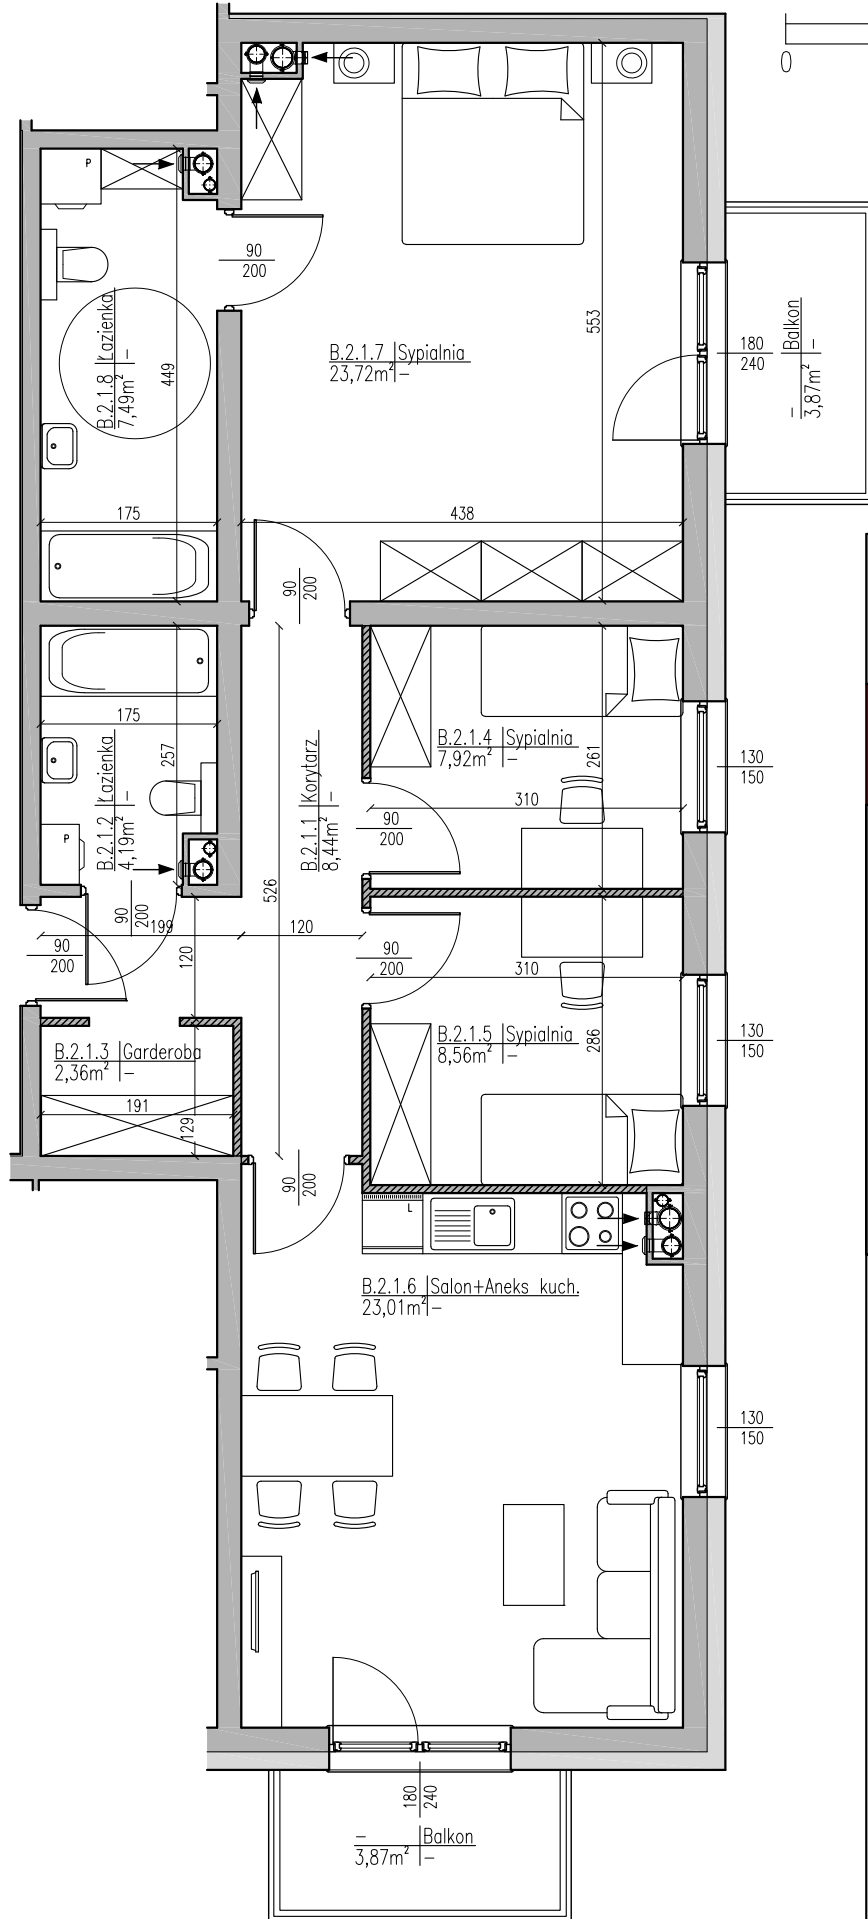 0
P
90
200
B.2.1.8 Łazienka
7,49m² –
449
553
B.2.1.7 Sypialnia
23,72m² –
180
240
– Balkon
3,87m² –
175
438
90
200
175
257
B.2.1.2 Łazienka
4,19m² –
P
B.2.1.1 Korytarz
8,44m² –
B.2.1.4 Sypialnia
7,92m² –
261
130
150
310
90
200
526
90
200
199
120
90
200
120
90
200
310
B.2.1.3 Garderoba
2,36m² –
B.2.1.5 Sypialnia
8,56m² –
286
130
150
191
129
90
200
L
B.2.1.6 Salon+Aneks kuch.
23,01m² –
130
150
180
240
– Balkon
3,87m² –